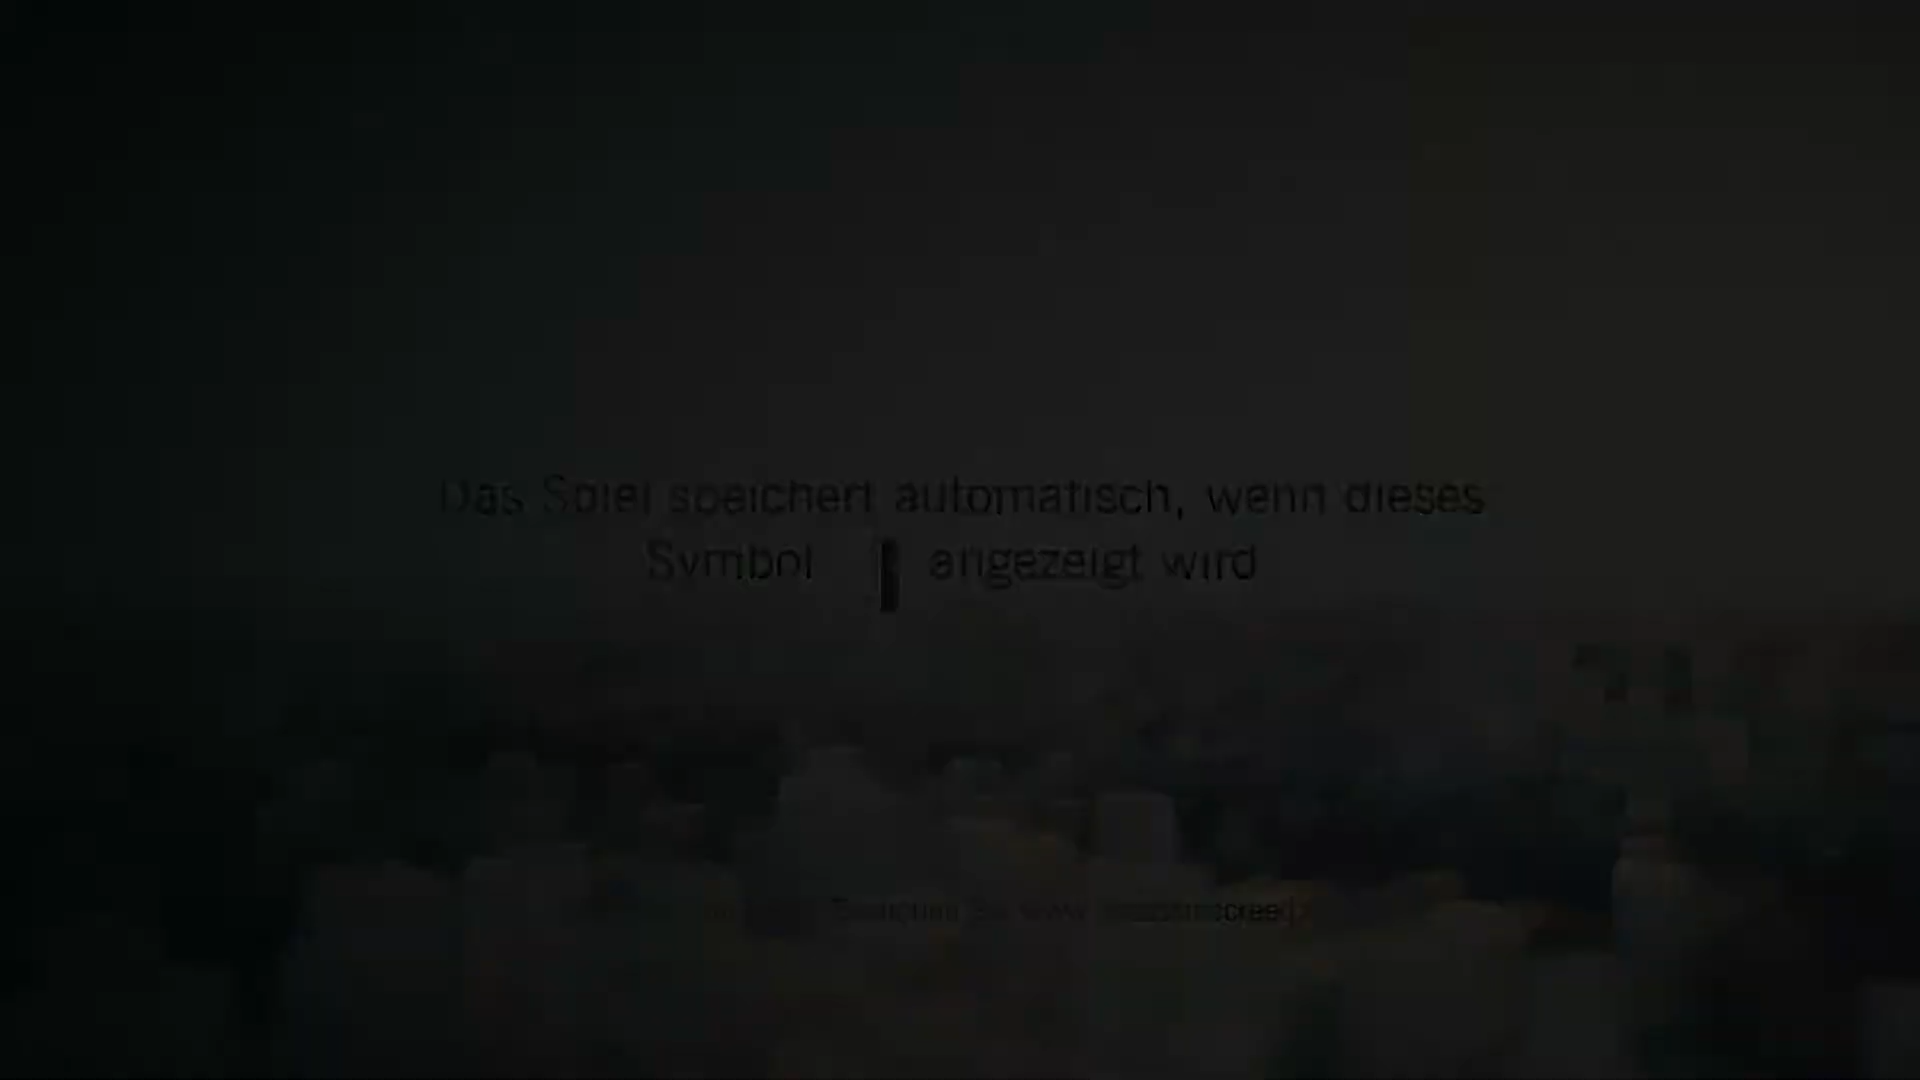 Das Spiel speichert automatisch, wenn dieses
Symbol angezeigt wird